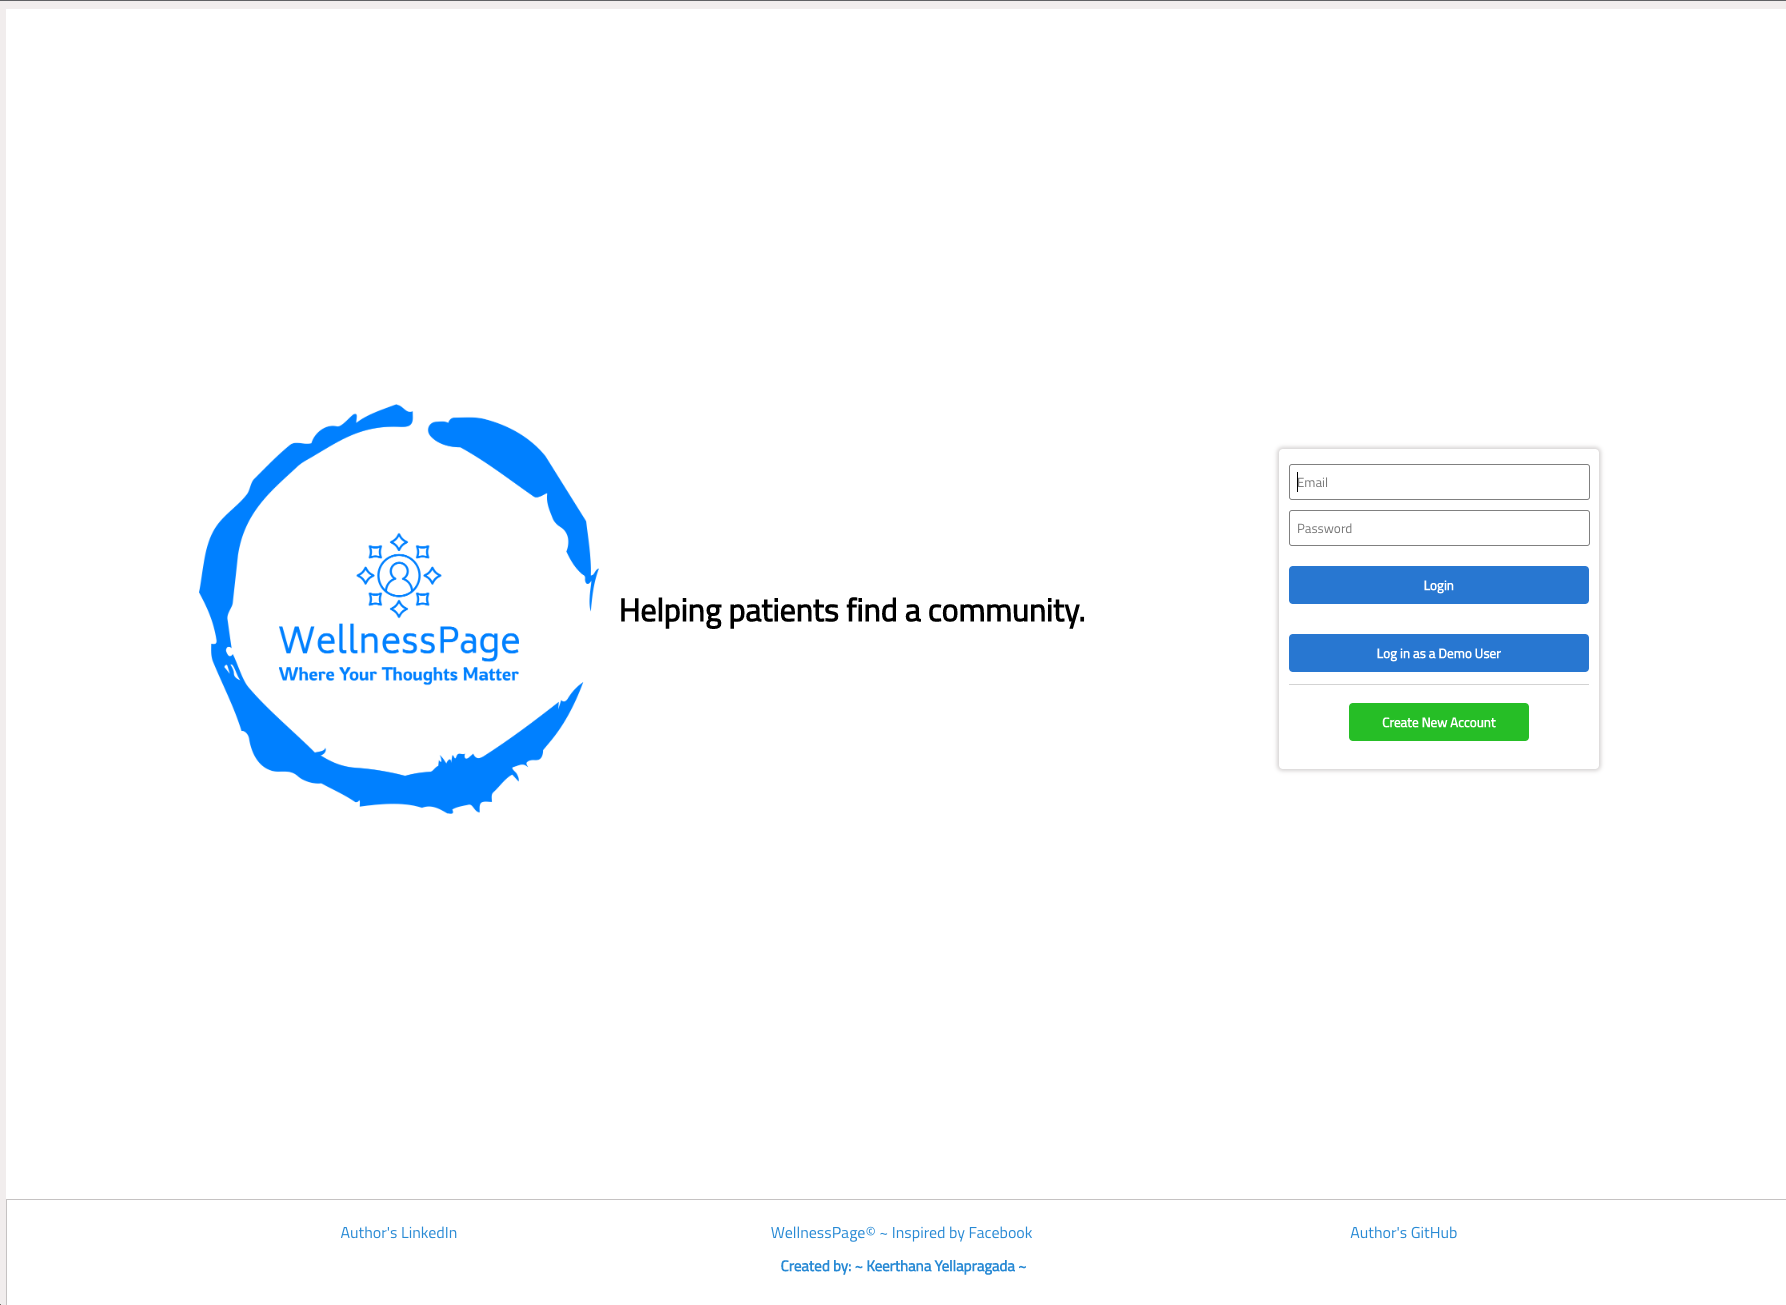 WellnessPage
Where Your Thoughts Matter
Helping patients find a community.
Email
Password
Login
Log in as a Demo User
Create New Account
Author's LinkedIn
WellnessPage© ~ Inspired by Facebook
Author's GitHub
Created by: ~ Keerthana Yellapragada ~